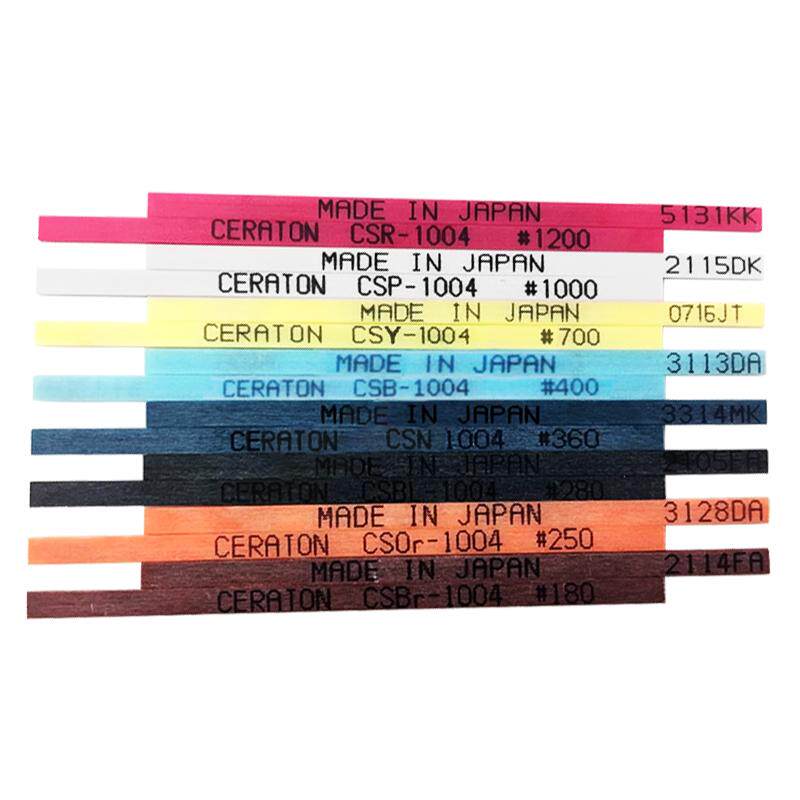 MADE IN JAPAN 5131KK
CERATON CSR-1004 #1200
MADE IN JAPAN 2115DK
CERATON CSP-1004 #1000
MADE IN JAPAN 0716JT
CERATON CSY-1004 #700
MADE IN JAPAN 3113DA
CERATON CSB-1004 #400
MADE IN JAPAN 3314MK
CERATON CSN 1004 #360
MADE IN JAPAN
CERATON CSBl 1004 #280
MADE IN JAPAN 3128DA
CERATON CSOr-1004 #250
MADE IN JAPAN 2114FA
CERATON CSBr-1004 #180